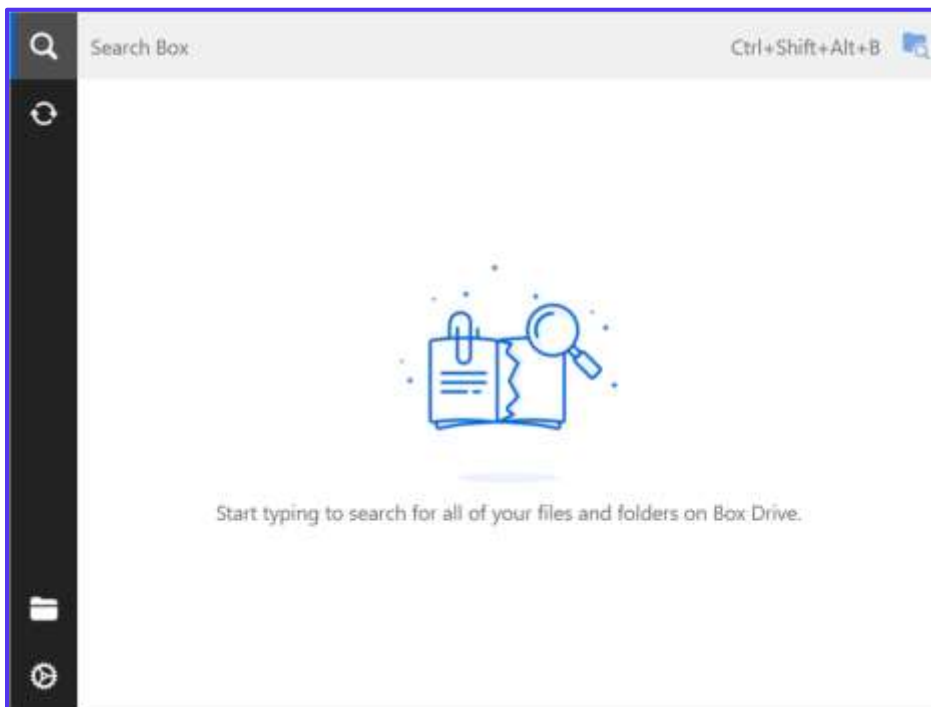 Search Box
Ctrl+Shift+Alt+B
Start typing to search for all of your files and folders on Box Drive.